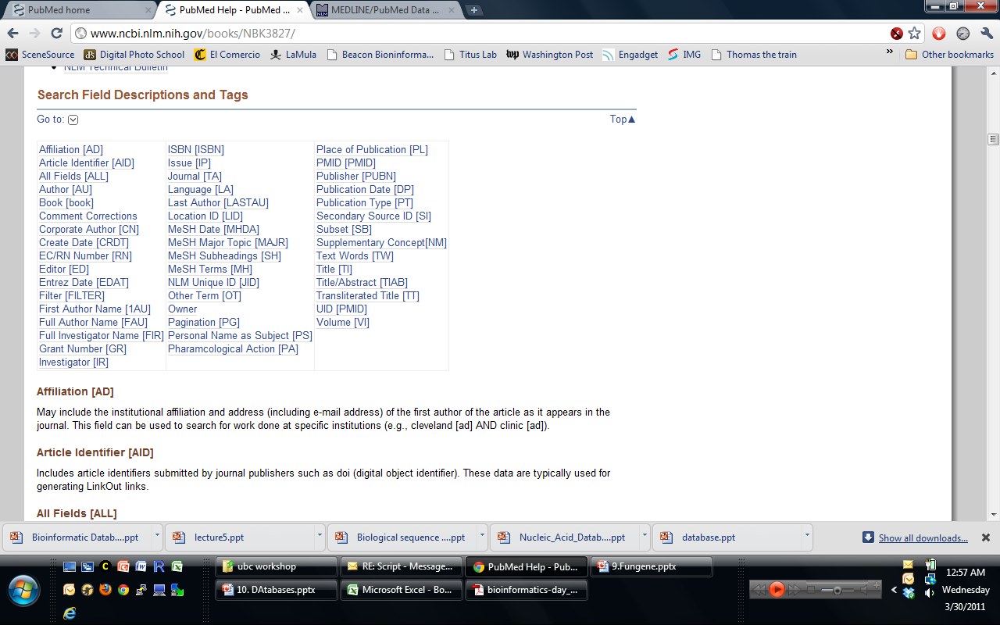 PubMed home
PubMed Help - PubMed ...
MEDLINE/PubMed Data ...
www.ncbi.nlm.nih.gov/books/NBK3827/
SceneSource
Digital Photo School
El Comercio
LaMula
Beacon Bioninforma...
Titus Lab
Washington Post
Engadget
IMG
Thomas the train
»
Other bookmarks
NLM Technical Bulletin
Search Field Descriptions and Tags
Go to:
Top▲
Affiliation [AD]
Article Identifier [AID]
All Fields [ALL]
Author [AU]
Book [book]
Comment Corrections
Corporate Author [CN]
Create Date [CRDT]
EC/RN Number [RN]
Editor [ED]
Entrez Date [EDAT]
Filter [FILTER]
First Author Name [1AU]
Full Author Name [FAU]
Full Investigator Name [FIR]
Grant Number [GR]
Investigator [IR]
ISBN [ISBN]
Issue [IP]
Journal [TA]
Language [LA]
Last Author [LASTAU]
Location ID [LID]
MeSH Date [MHDA]
MeSH Major Topic [MAJR]
MeSH Subheadings [SH]
MeSH Terms [MH]
NLM Unique ID [JID]
Other Term [OT]
Owner
Pagination [PG]
Personal Name as Subject [PS]
Pharamcological Action [PA]
Place of Publication [PL]
PMID [PMID]
Publisher [PUBN]
Publication Date [DP]
Publication Type [PT]
Secondary Source ID [SI]
Subset [SB]
Supplementary Concept[NM]
Text Words [TW]
Title [TI]
Title/Abstract [TIAB]
Transliterated Title [TT]
UID [PMID]
Volume [VI]
Affiliation [AD]
May include the institutional affiliation and address (including e-mail address) of the first author of the article as it appears in the
journal. This field can be used to search for work done at specific institutions (e.g., cleveland [ad] AND clinic [ad]).
Article Identifier [AID]
Includes article identifiers submitted by journal publishers such as doi (digital object identifier). These data are typically used for
generating LinkOut links.
All Fields [ALL]
Bioinformatic Datab....ppt
lecture5.ppt
Biological sequence ....ppt
Nucleic_Acid_Datab....ppt
database.ppt
Show all downloads...
ubc workshop
RE: Script - Message...
PubMed Help - Pub...
9.Fungene.pptx
10. DAtabases.pptx
Microsoft Excel - Bo...
bioinformatics-day_...
12:57 AM
Wednesday
3/30/2011